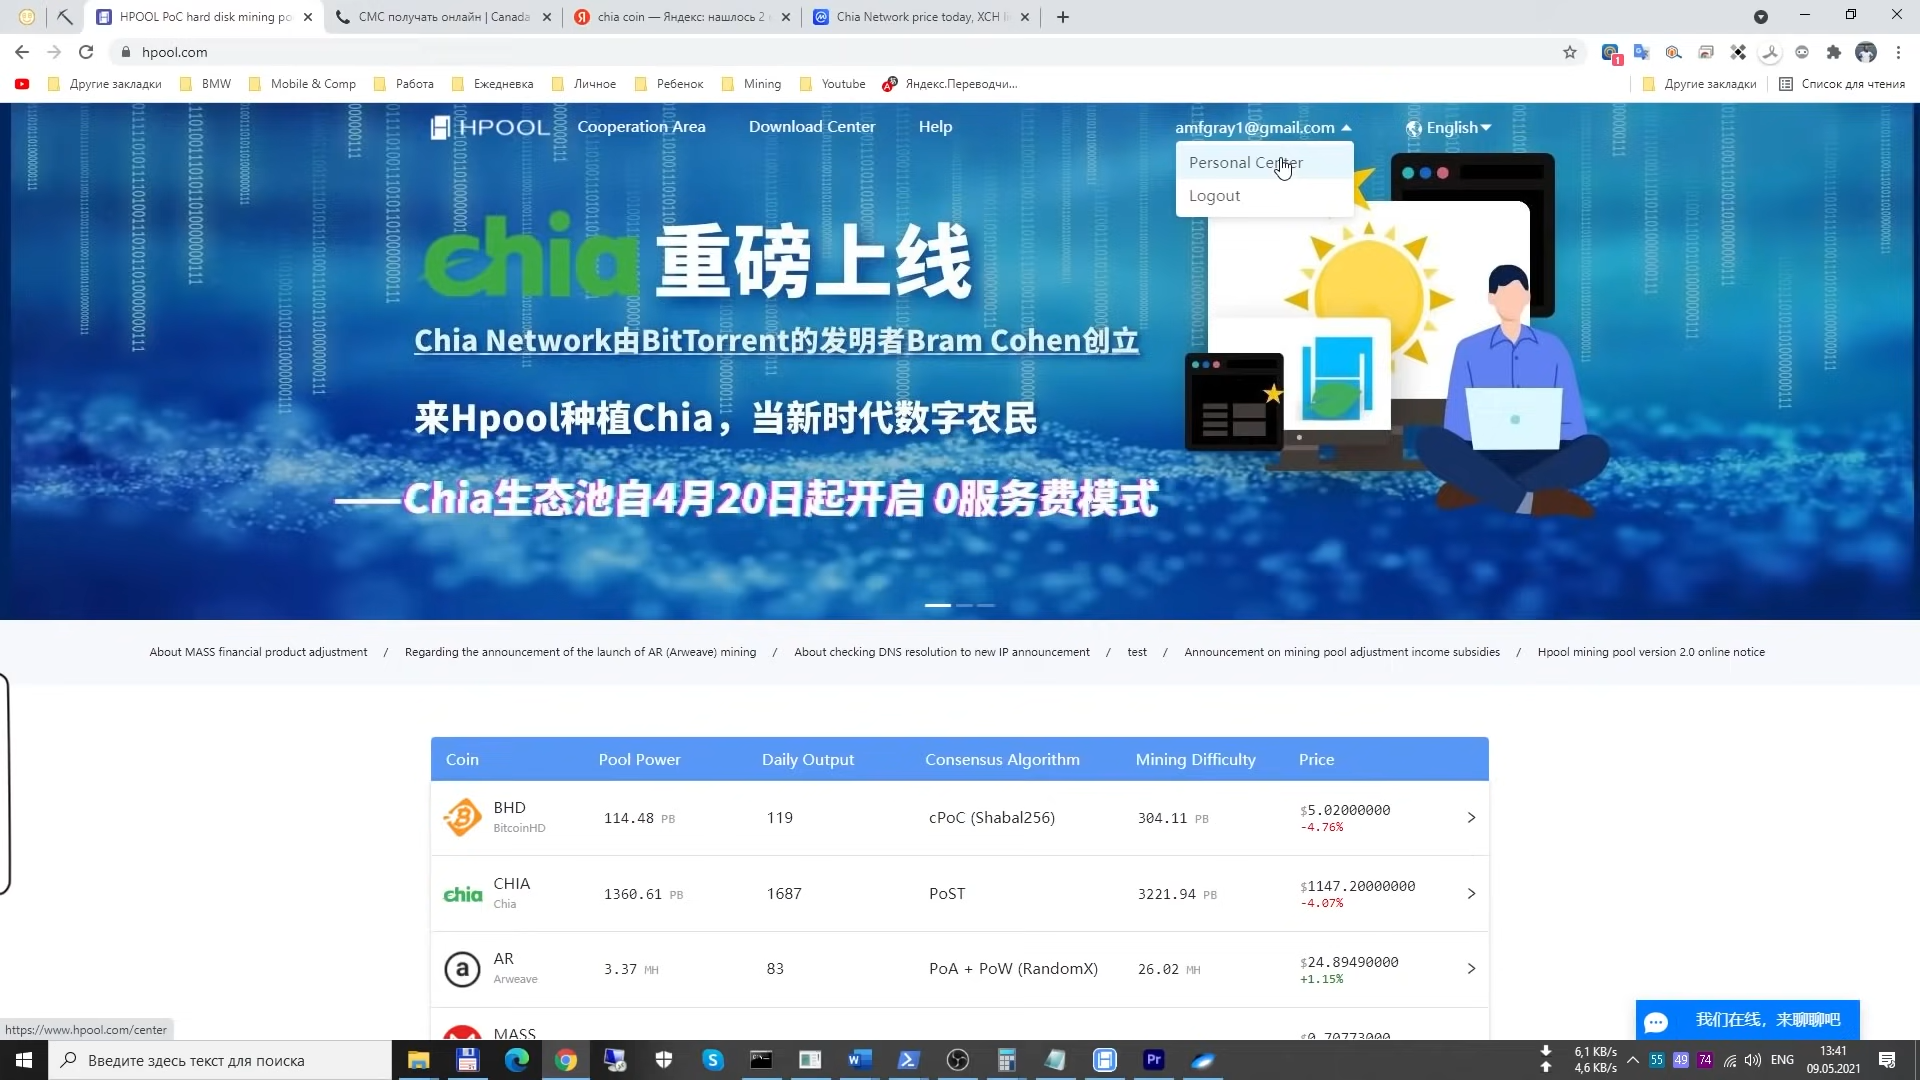 HPOOL PoC hard disk mining po
СМС получать онлайн | Canada
chia coin — Яндекс: нашлось 2
Chia Network price today, XCH li
hpool.com
1
Другие закладки
BMW
Mobile & Comp
Работа
Ежедневка
Личное
Ребенок
Mining
Youtube
Яндекс.Переводчи...
Другие закладки
Список для чтения
HPOOL
Cooperation Area
Download Center
Help
amfgray1@gmail.com
English
Personal Center
Logout
chia 重磅上线
Chia Network由BitTorrent的发明者Bram Cohen创立
来Hpool种植Chia，当新时代数字农民
——Chia生态池自4月20日起开启 0服务费模式
About MASS financial product adjustment / Regarding the announcement of the launch of AR (Arweave) mining / About checking DNS resolution to new IP announcement / test / Announcement on mining pool adjustment income subsidies / Hpool mining pool version 2.0 online notice
Coin Pool Power Daily Output Consensus Algorithm Mining Difficulty Price
BHD
BitcoinHD
114.48 PB
119
cPoC (Shabal256)
304.11 PB
$5.02000000
-4.76%
chia
CHIA
Chia
1360.61 PB
1687
PoST
3221.94 PB
$1147.20000000
-4.07%
a
AR
Arweave
3.37 MH
83
PoA + PoW (RandomX)
26.02 MH
$24.89490000
+1.15%
MASS
$0.70773000
我们在线，来聊聊吧
https://www.hpool.com/center
Введите здесь текст для поиска
6,1 KB/s
4,6 KB/s
55
49
74
ENG
13:41
09.05.2021